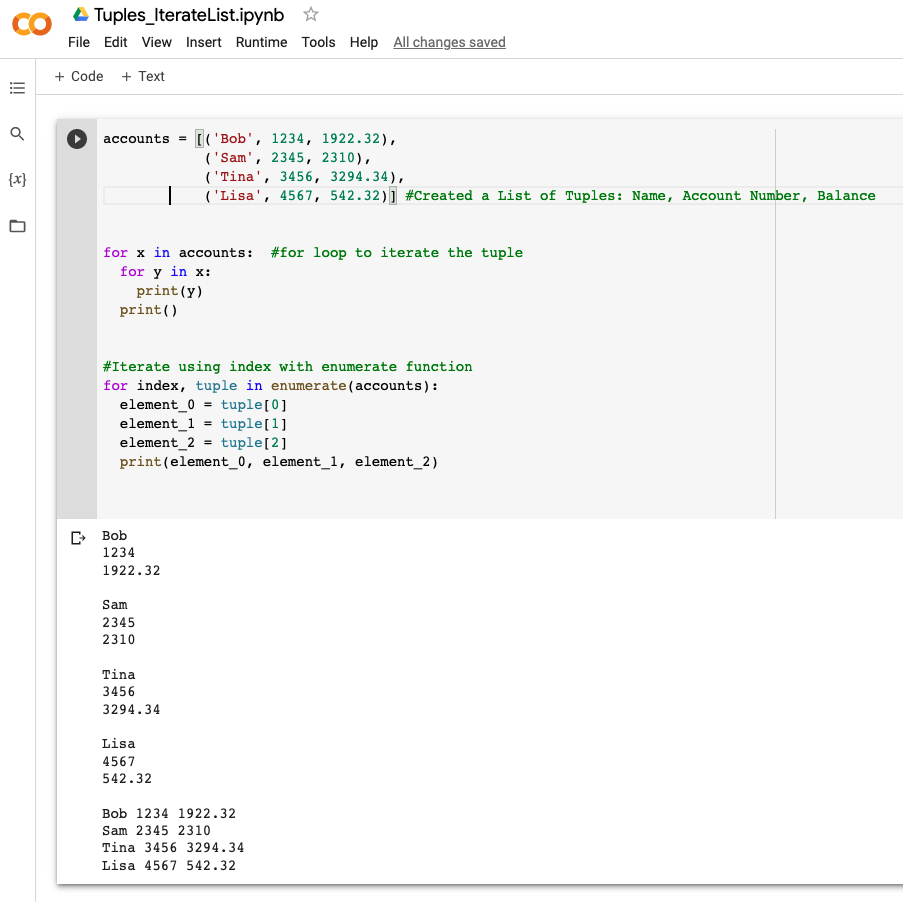 Tuples_IterateList.ipynb
File Edit View Insert Runtime Tools Help All changes saved
+ Code + Text
{x}
accounts = [('Bob', 1234, 1922.32),
('Sam', 2345, 2310),
('Tina', 3456, 3294.34),
('Lisa', 4567, 542.32)] #Created a List of Tuples: Name, Account Number, Balance
for x in accounts:  #for loop to iterate the tuple
  for y in x:
    print(y)
  print()
#Iterate using index with enumerate function
for index, tuple in enumerate(accounts):
  element_0 = tuple[0]
  element_1 = tuple[1]
  element_2 = tuple[2]
  print(element_0, element_1, element_2)
Bob
1234
1922.32
Sam
2345
2310
Tina
3456
3294.34
Lisa
4567
542.32
Bob 1234 1922.32
Sam 2345 2310
Tina 3456 3294.34
Lisa 4567 542.32